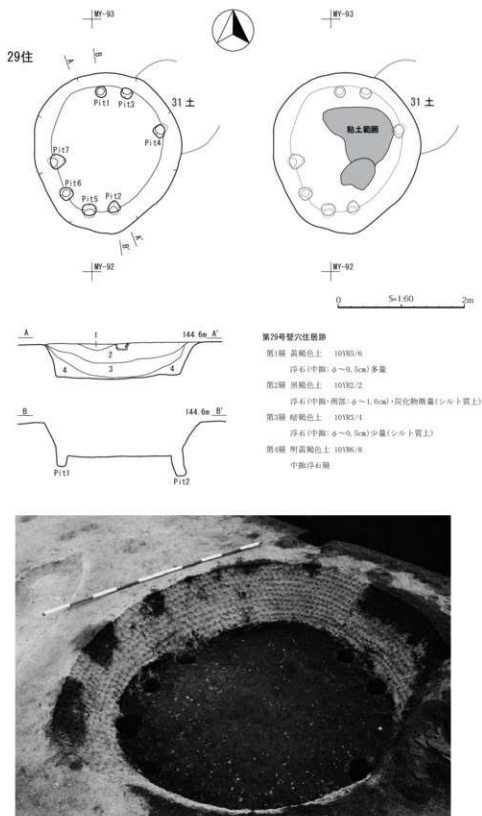 MY-93
MY-93
29住
A
B
31土
31土
Pit1
Pit3
粘土範囲
Pit4
Pit7
Pit6
Pit5
Pit2
B'
A'
MY-92
MY-92
0
S=1:60
2m
A
1
144.6m A'
2
4
3
4
B
144.6m B'
Pit1
Pit2
第29号竪穴住居跡
第1層 黄褐色土 10YR5/6
浮石(中掫:φ~0.5cm)多量
第2層 黒褐色土 10YR2/2
浮石(中掫・南部:φ~1.0cm)・炭化物微量(シルト質土)
第3層 暗褐色土 10YR3/4
浮石(中掫:φ~0.5cm)少量(シルト質土)
第4層 明黄褐色土 10YR6/8
中掫浮石層